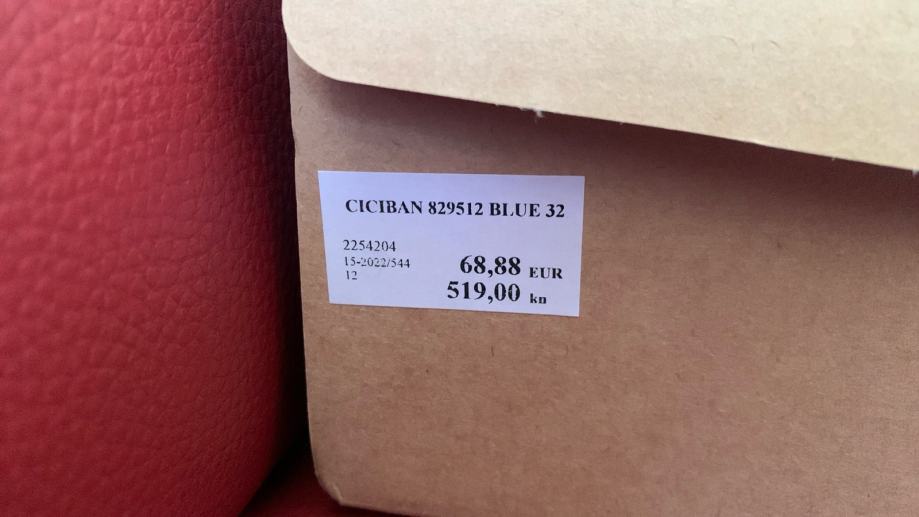 CICIBAN 829512 BLUE 32
2254204
15-2022/544
12
68,88 EUR
519,00 kn